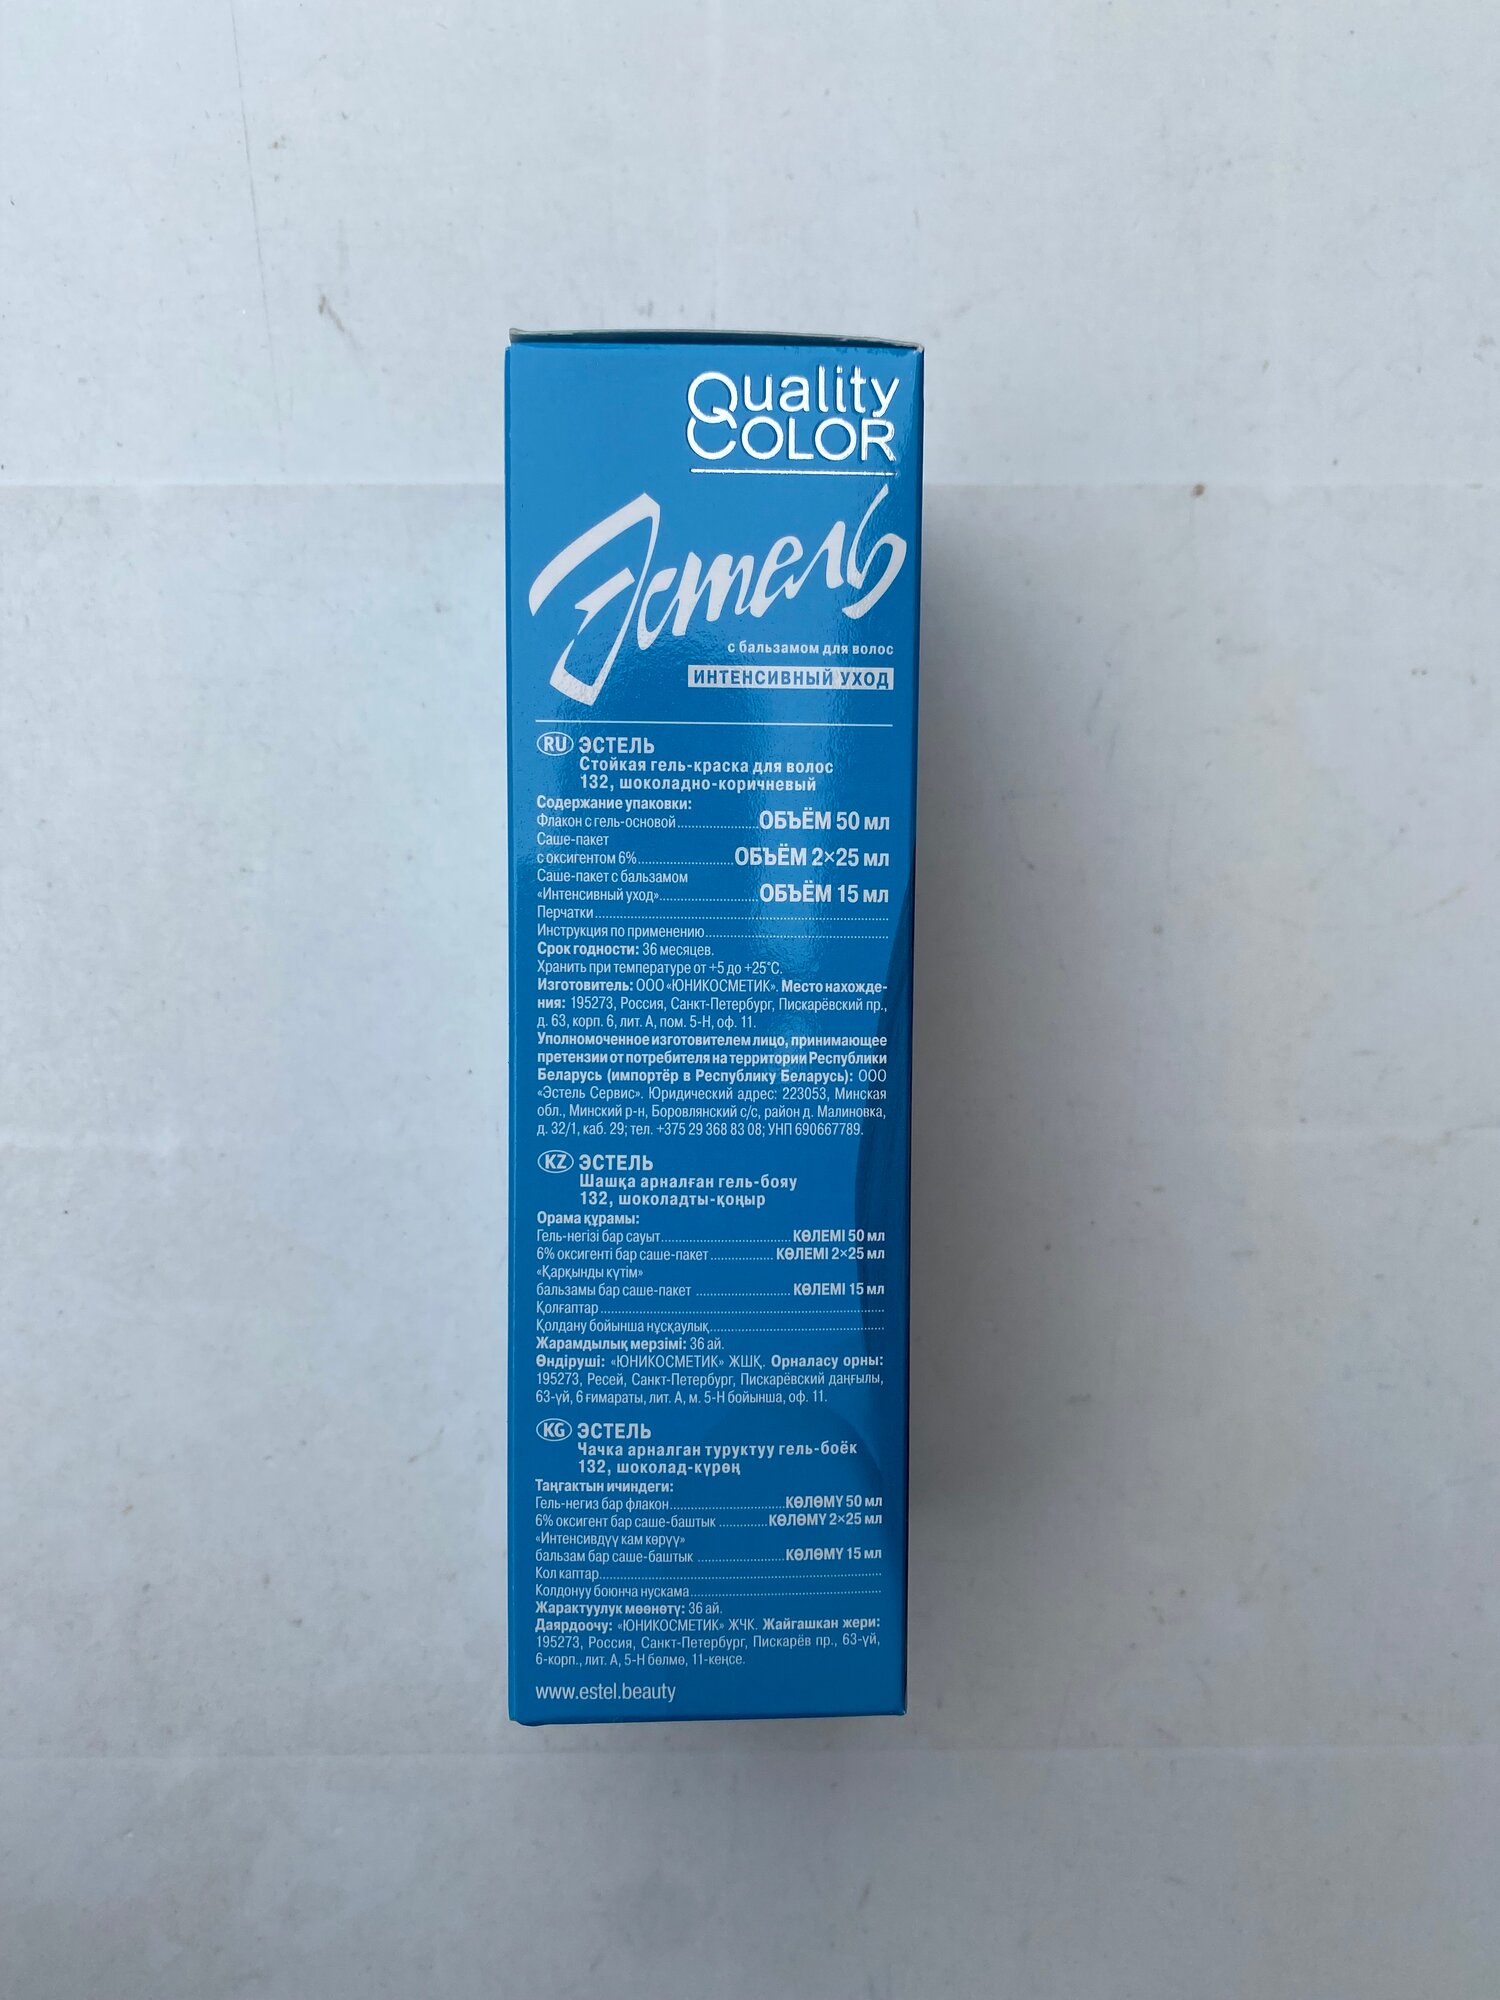 Quality
COLOR
Эстель
с бальзамом для волос
ИНТЕНСИВНЫЙ УХОД
RU ЭСТЕЛЬ
Стойкая гель-краска для волос
132, шоколадно-коричневый
Содержание упаковки:
Флакон с гель-основой..........ОБЪЁМ 50 мл
Саше-пакет
с оксигентом 6%..........ОБЪЁМ 2×25 мл
Саше-пакет с бальзамом
«Интенсивный уход»..........ОБЪЁМ 15 мл
Перчатки..........
Инструкция по применению..........
Срок годности: 36 месяцев.
Хранить при температуре от +5 до +25°С.
Изготовитель: ООО «ЮНИКОСМЕТИК». Место нахожде-
ния: 195273, Россия, Санкт-Петербург, Пискарёвский пр.,
д. 63, корп. 6, лит. А, пом. 5-Н, оф. 11.
Уполномоченное изготовителем лицо, принимающее
претензии от потребителя на территории Республики
Беларусь (импортёр в Республику Беларусь): ООО
«Эстель Сервис». Юридический адрес: 223053, Минская
обл., Минский р-н, Боровлянский с/с, район д. Малиновка,
д. 32/1, каб. 29; тел. +375 29 368 83 08; УНП 690667789.
KZ ЭСТЕЛЬ
Шашқа арналған гель-бояу
132, шоколадты-қоңыр
Орама құрамы:
Гель-негізі бар сауыт..........КӨЛЕМІ 50 мл
6% оксигенті бар саше-пакет..........КӨЛЕМІ 2×25 мл
«Қарқынды күтім»
бальзамы бар саше-пакет..........КӨЛЕМІ 15 мл
Қолғаптар..........
Қолдану бойынша нұсқаулық..........
Жарамдылық мерзімі: 36 ай.
Өндіруші: «ЮНИКОСМЕТИК» ЖШҚ. Орналасу орны:
195273, Ресей, Санкт-Петербург, Пискарёвский даңғылы,
63-үй, 6 ғимараты, лит. А, м. 5-Н бойынша, оф. 11.
KG ЭСТЕЛЬ
Чачка арналган туруктуу гель-боёк
132, шоколад-күрөң
Таңгактын ичиндеги:
Гель-негиз бар флакон..........КӨЛӨМҮ 50 мл
6% оксигент бар саше-баштык..........КӨЛӨМҮ 2×25 мл
«Интенсивдүү кам көрүү»
бальзам бар саше-баштык..........КӨЛӨМҮ 15 мл
Кол каптар..........
Колдонуу боюнча нускама..........
Жарактуулук мөөнөтү: 36 ай.
Даярдоочу: «ЮНИКОСМЕТИК» ЖЧК. Жайгашкан жери:
195273, Россия, Санкт-Петербург, Пискарёв пр., 63-үй,
6-корп., лит. А, 5-Н бөлмө, 11-кеңсе.
www.estel.beauty